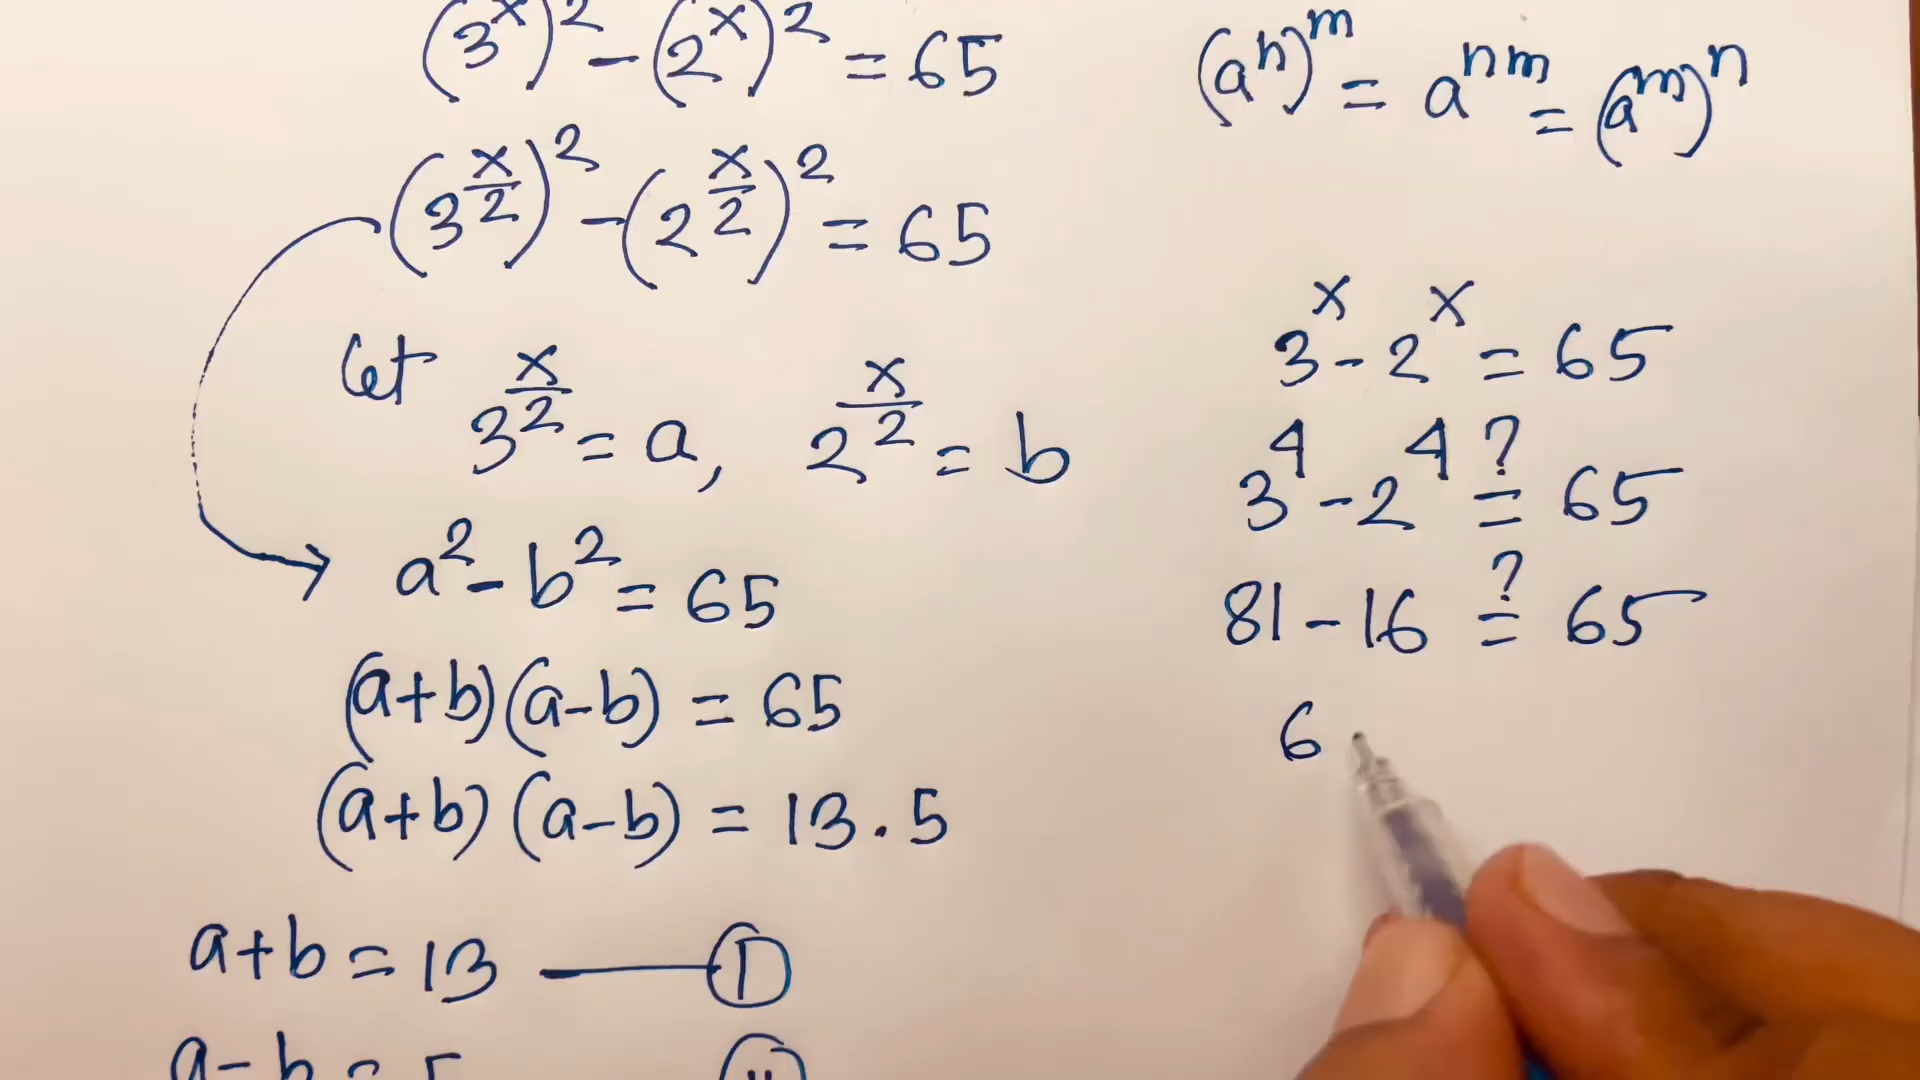 (3^x)^2 - (2^x)^2 = 65
(3^{x/2})^2 - (2^{x/2})^2 = 65
let 3^{x/2} = a, 2^{x/2} = b
a^2 - b^2 = 65
(a+b)(a-b) = 65
(a+b)(a-b) = 13.5
a+b = 13 — I
a-b = 5
(a^n)^m = a^{nm} = (a^m)^n
3^x - 2^x = 65
3^4 - 2^4 ?= 65
81 - 16 ?= 65
6